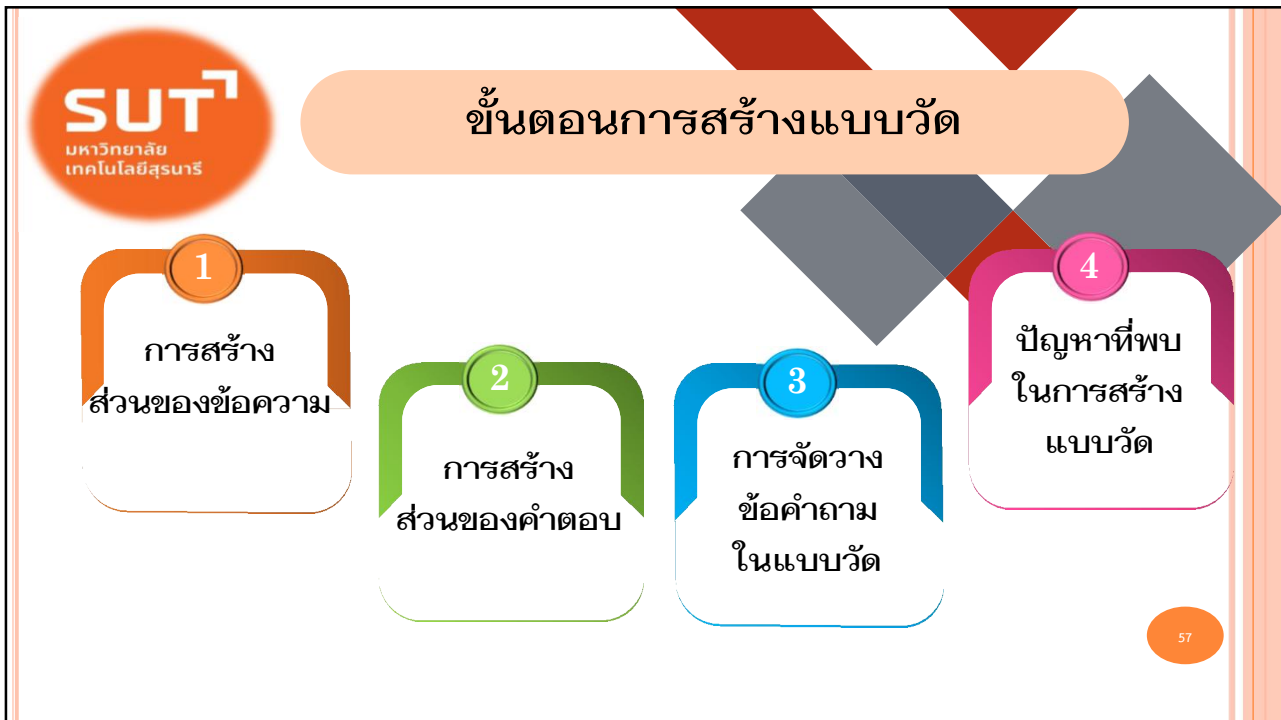 SUT
มหาวิทยาลัย
เทคโนโลยีสุรนารี
ขั้นตอนการสร้างแบบวัด
1
การสร้าง
ส่วนของข้อความ
2
การสร้าง
ส่วนของคำตอบ
3
การจัดวาง
ข้อคำถาม
ในแบบวัด
4
ปัญหาที่พบ
ในการสร้าง
แบบวัด
57